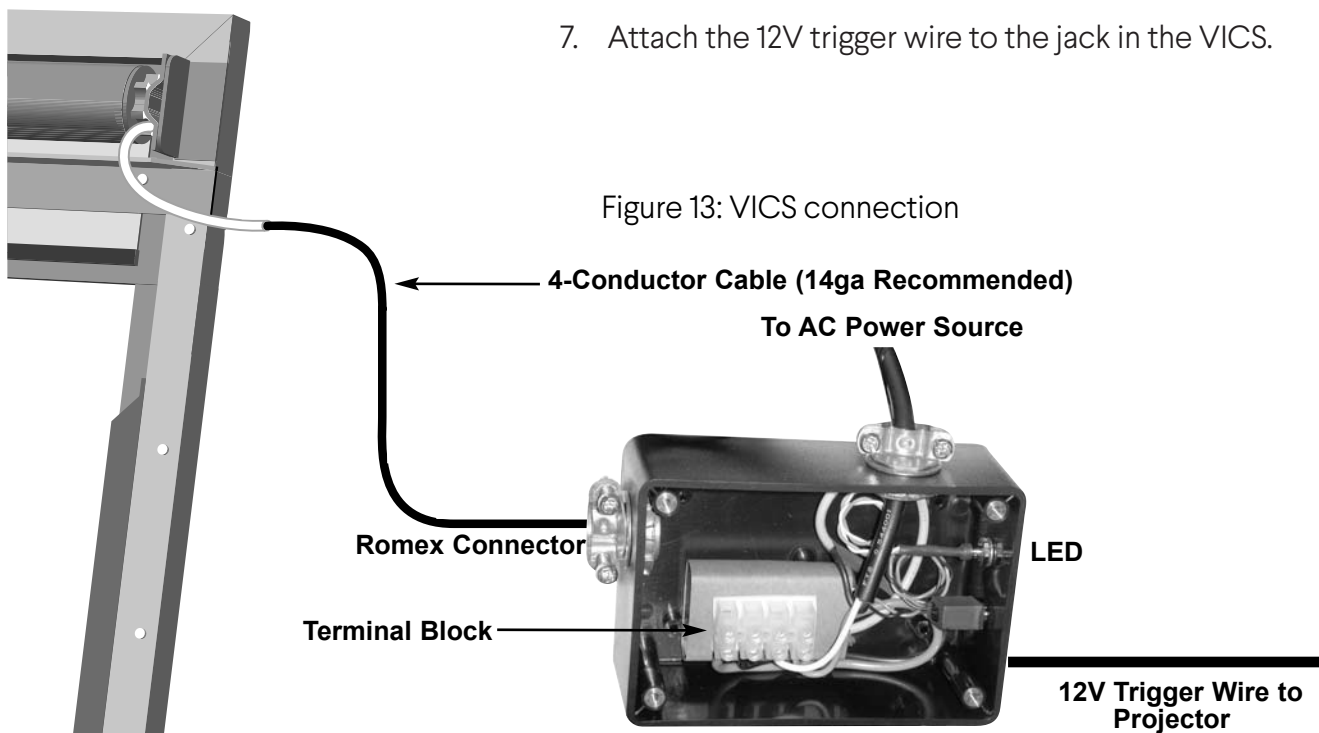 7. Attach the 12V trigger wire to the jack in the VICS.
Figure 13: VICS connection
4-Conductor Cable (14ga Recommended)
To AC Power Source
Romex Connector
LED
Terminal Block
12V Trigger Wire to
Projector